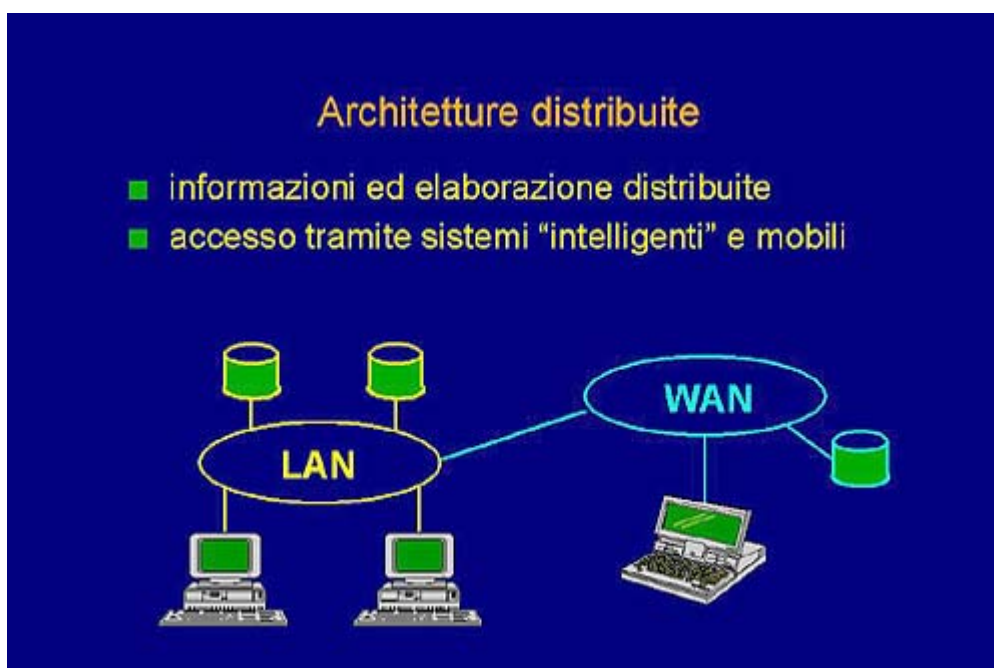 Architetture distribuite
informazioni ed elaborazione distribuite
accesso tramite sistemi “intelligenti” e mobili
WAN
LAN